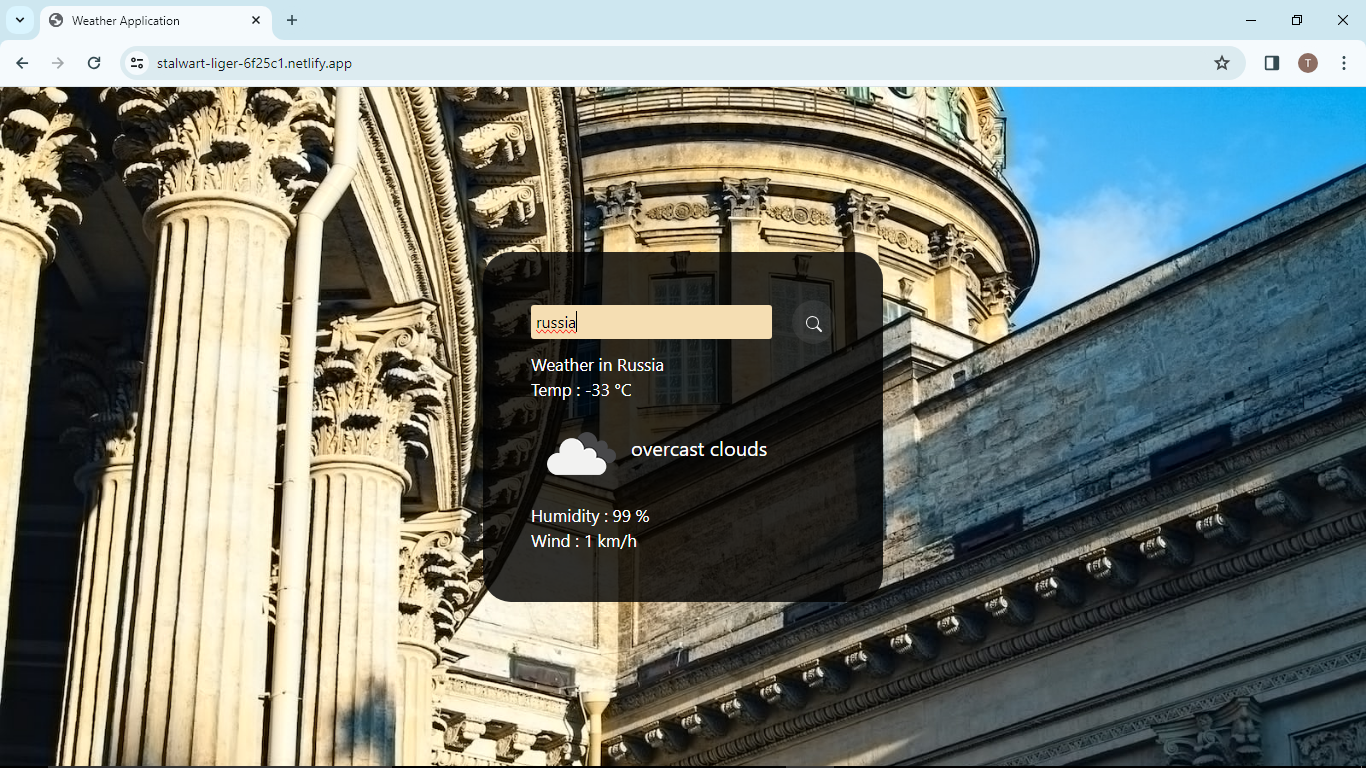 Weather Application
stalwart-liger-6f25c1.netlify.app
T
russia
Weather in Russia
Temp : -33 °C
overcast clouds
Humidity : 99 %
Wind : 1 km/h